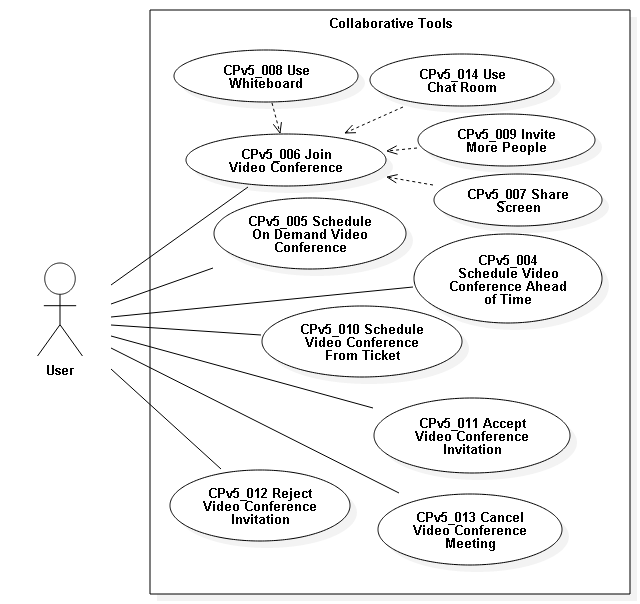 Collaborative Tools
CPv5_008 Use
Whiteboard
CPv5_014 Use
Chat Room
CPv5_009 Invite
More People
CPv5_006 Join
Video Conference
CPv5_007 Share
Screen
CPv5_005 Schedule
On Demand Video
Conference
CPv5_004
Schedule Video
Conference Ahead
of Time
CPv5_010 Schedule
Video Conference
From Ticket
User
CPv5_011 Accept
Video Conference
Invitation
CPv5_012 Reject
Video Conference
Invitation
CPv5_013 Cancel
Video Conference
Meeting